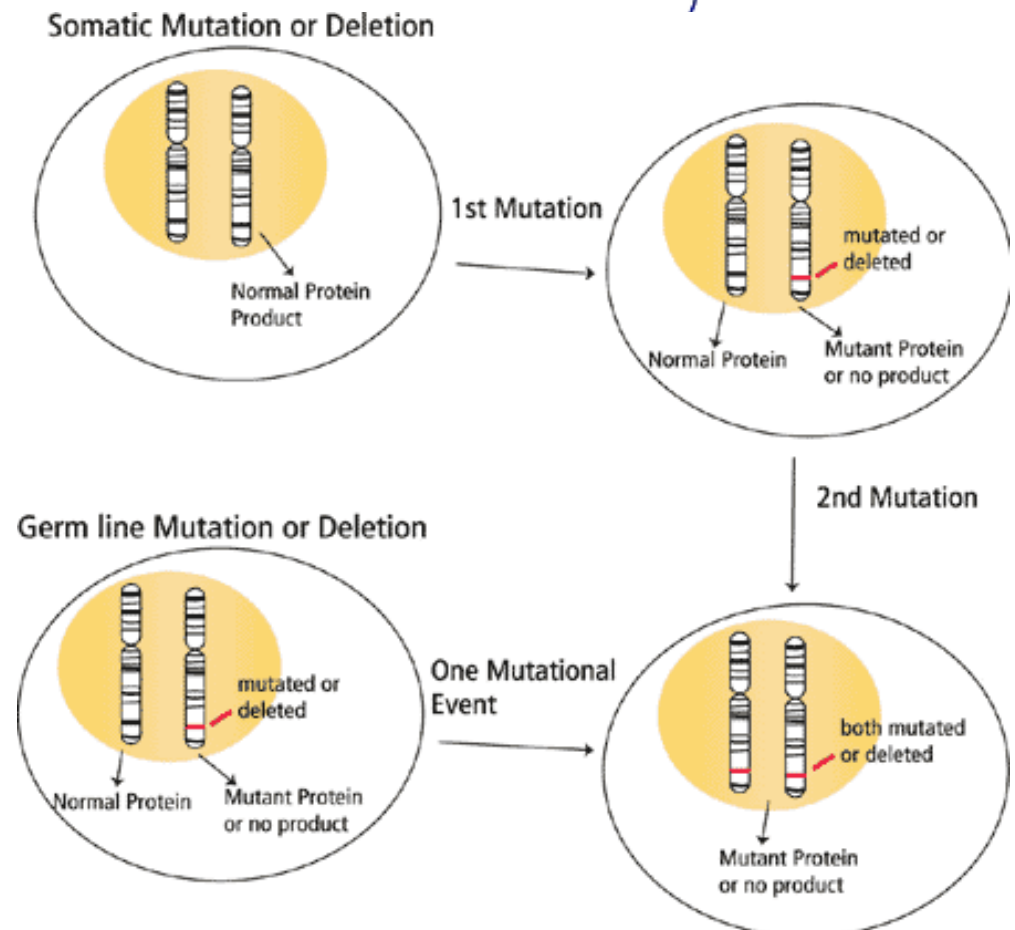 Somatic Mutation or Deletion
Normal Protein
Product
1st Mutation
mutated or
deleted
Normal Protein
Mutant Protein
or no product
2nd Mutation
Germ line Mutation or Deletion
mutated or
deleted
Normal Protein
Mutant Protein
or no product
One Mutational
Event
both mutated
or deleted
Mutant Protein
or no product